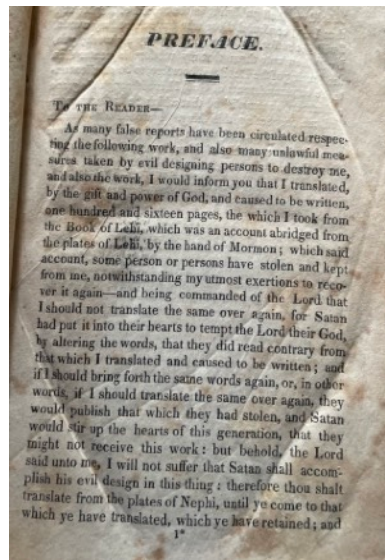 PREFACE.
To the Reader—
As many false reports have been circulated respec-
ting the following work, and also many unlawful mea-
sures taken by evil designing persons to destroy me,
and also the work, I would inform you that I translated,
by the gift and power of God, and caused to be written,
one hundred and sixteen pages, the which I took from
the Book of Lehi, which was an account abridged from
the plates of Lehi, by the hand of Mormon; which said
account, some person or persons have stolen and kept
from me, notwithstanding my utmost exertions to reco-
ver it again—and being commanded of the Lord that
I should not translate the same over again, for Satan
had put it into their hearts to tempt the Lord their God,
by altering the words, that they did read contrary from
that which I translated and caused to be written; and
if I should bring forth the same words again, or, in other
words, if I should translate the same over again, they
would publish that which they had stolen, and Satan
would stir up the hearts of this generation, that they
might not receive this work: but behold, the Lord
said unto me, I will not suffer that Satan shall accom-
plish his evil design in this thing: therefore thou shalt
translate from the plates of Nephi, until ye come to that
which ye have translated, which ye have retained; and
1*